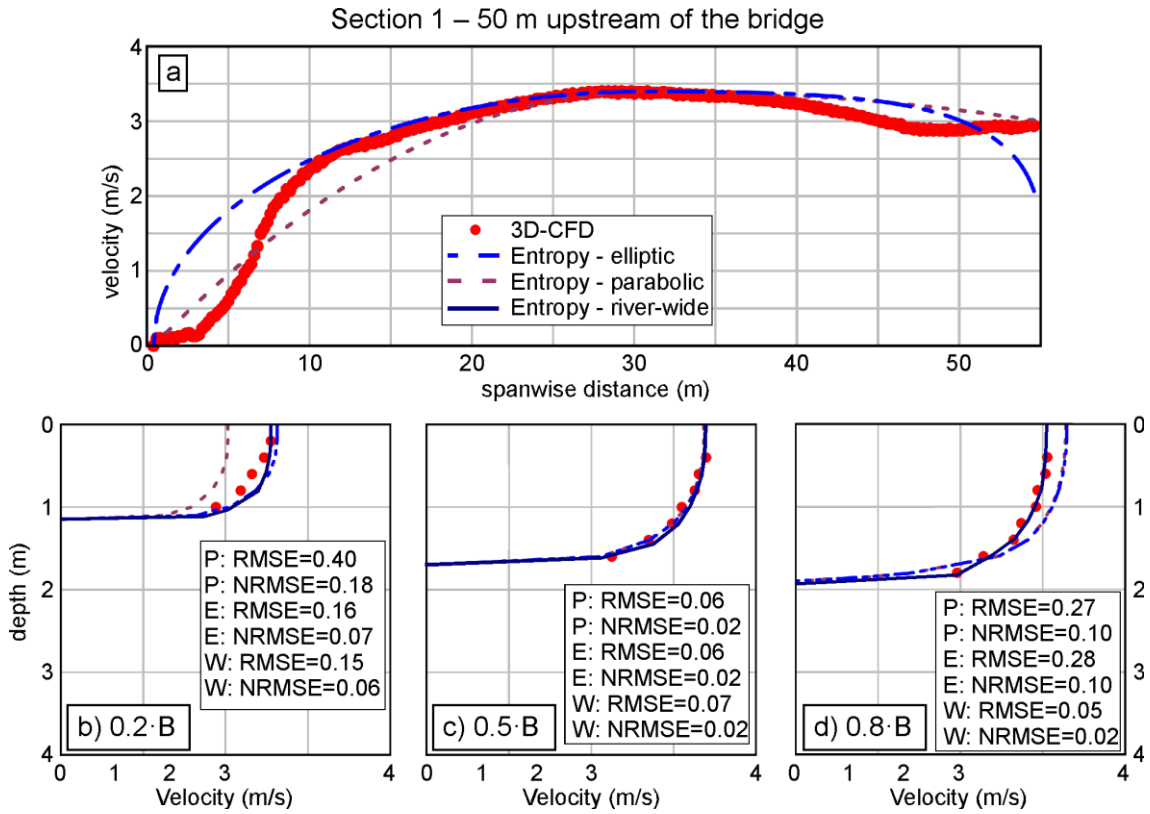 Section 1 – 50 m upstream of the bridge
a
4
3
2
1
0
velocity (m/s)
3D-CFD
Entropy - elliptic
Entropy - parabolic
Entropy - river-wide
0 10 20 30 40 50
spanwise distance (m)
0
1
2
3
4
depth (m)
P: RMSE=0.40
P: NRMSE=0.18
E: RMSE=0.16
E: NRMSE=0.07
W: RMSE=0.15
W: NRMSE=0.06
b) 0.2·B
0 1 2 3 4
Velocity (m/s)
P: RMSE=0.06
P: NRMSE=0.02
E: RMSE=0.06
E: NRMSE=0.02
W: RMSE=0.07
W: NRMSE=0.02
c) 0.5·B
0 1 2 3 4
Velocity (m/s)
P: RMSE=0.27
P: NRMSE=0.10
E: RMSE=0.28
E: NRMSE=0.10
W: RMSE=0.05
W: NRMSE=0.02
d) 0.8·B
0
1
2
3
4
0 1 2 3 4
Velocity (m/s)